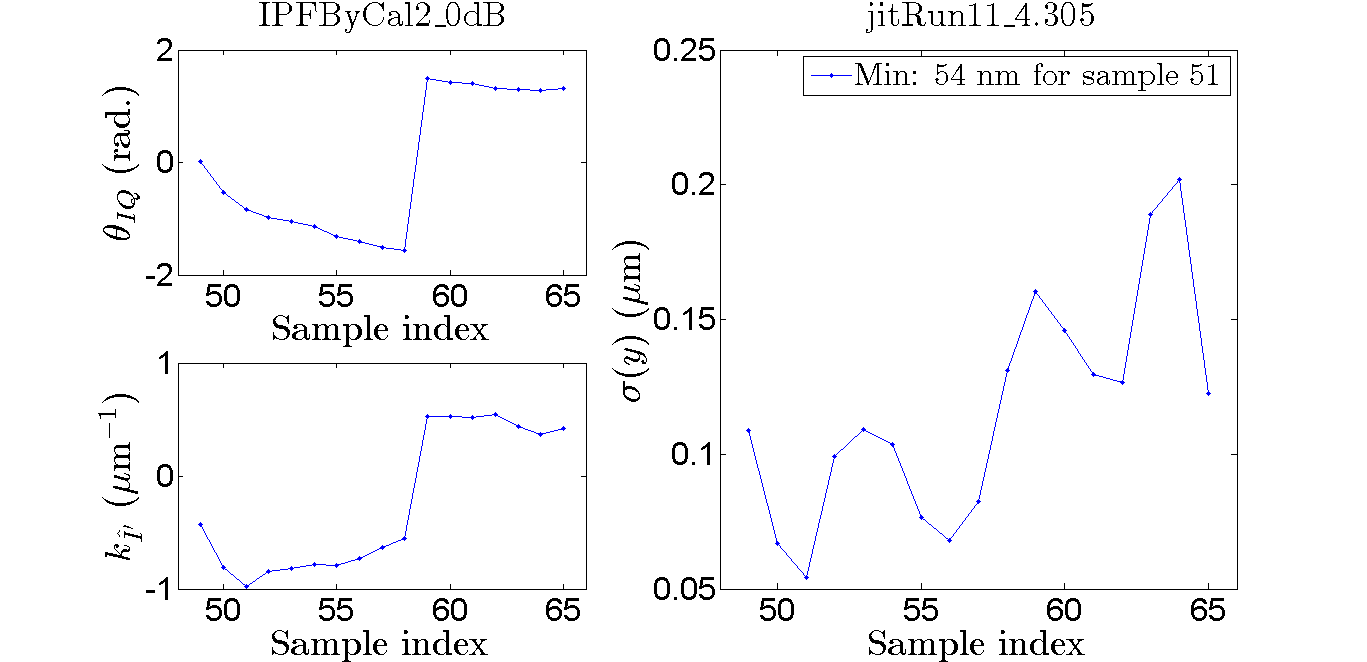 IPFByCal2_0dB
2
0
-2
θ_IQ (rad.)
50 55 60 65
Sample index
1
0
-1
k_Î′ (μm⁻¹)
50 55 60 65
Sample index
jitRun11_4.305
Min: 54 nm for sample 51
0.25
0.2
0.15
0.1
0.05
σ(y) (μm)
50 55 60 65
Sample index